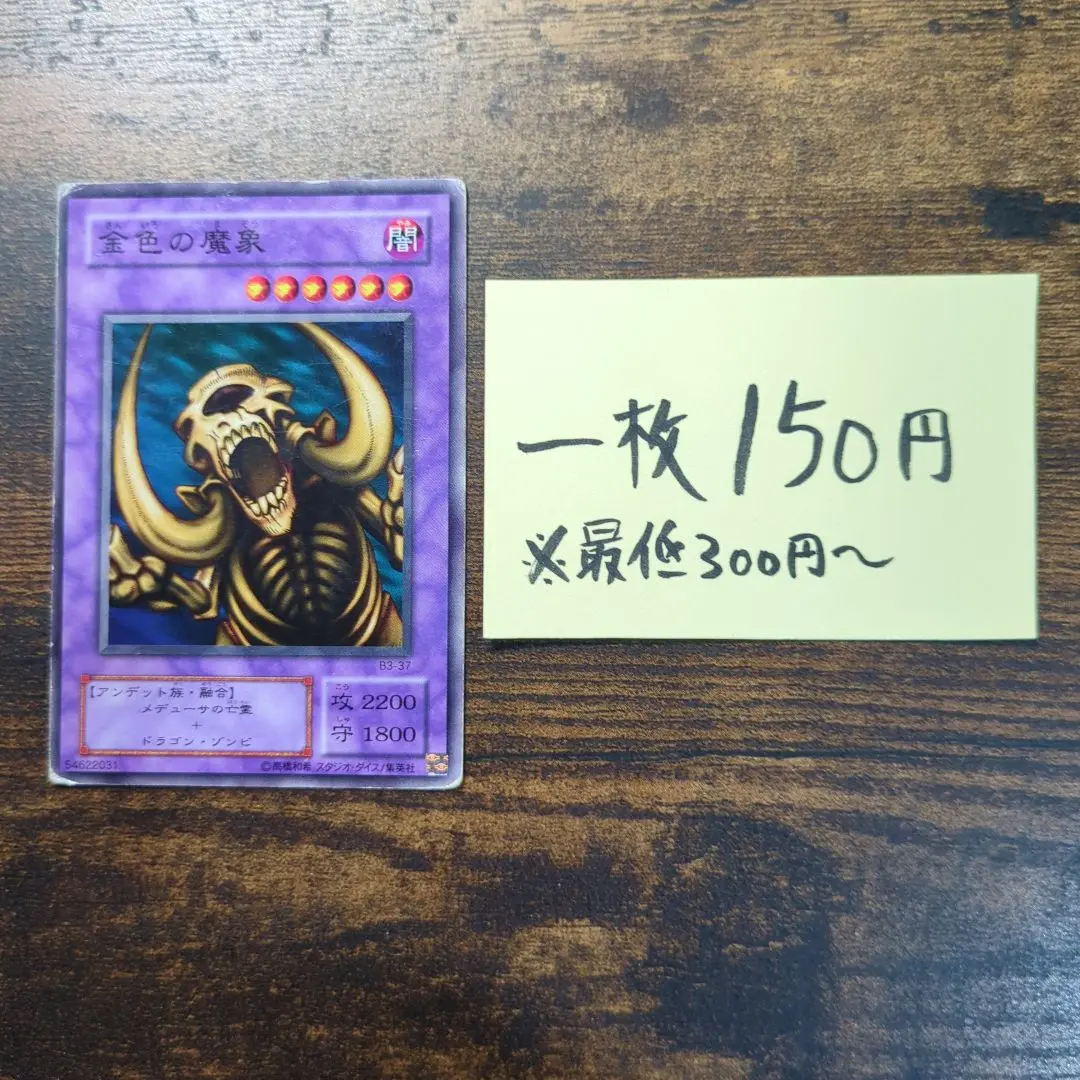 金色の魔象
闇
B3-37
【アンデット族・融合】
メデューサの亡霊
+
ドラゴン・ゾンビ
攻 2200
守 1800
54622031
©高橋和希 スタジオ・ダイス/集英社
一枚 150円
※最低300円〜